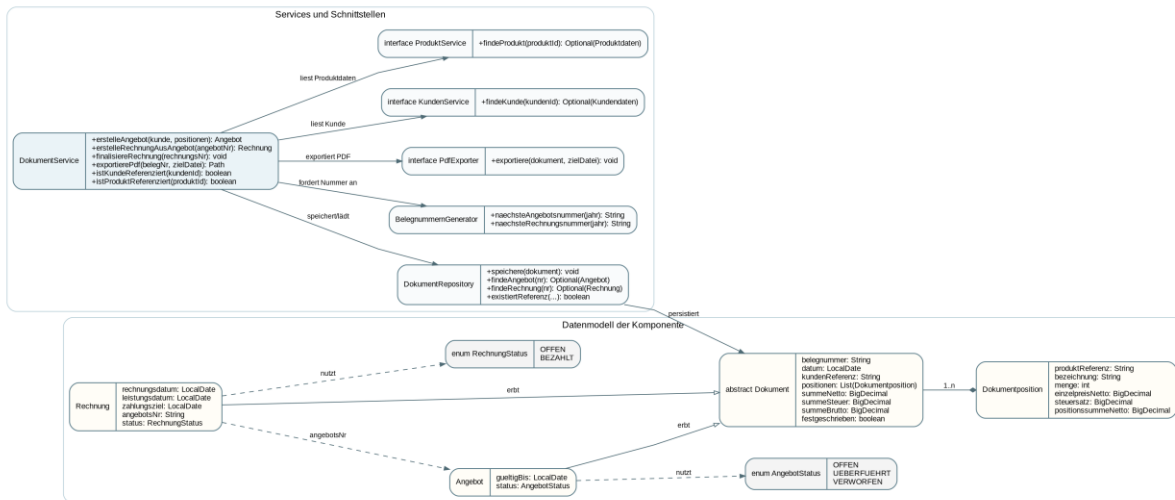 Services und Schnittstellen
interface ProduktService
+findeProdukt(produktId): Optional(Produktdaten)
liest Produktdaten
interface KundenService
+findeKunde(kundenId): Optional(Kundendaten)
liest Kunde
DokumentService
+erstelleAngebot(kunde, positionen): Angebot
+erstelleRechnungAusAngebot(angebotNr): Rechnung
+finalisiereRechnung(rechnungsNr): void
+exportierePdf(belegNr, zielDatei): Path
+istKundeReferenziert(kundenId): boolean
+istProduktReferenziert(produktId): boolean
exportiert PDF
interface PdfExporter
+exportiere(dokument, zielDatei): void
fordert Nummer an
BelegnummernGenerator
+naechsteAngebotsnummer(jahr): String
+naechsteRechnungsnummer(jahr): String
speichert/lädt
DokumentRepository
+speichere(dokument): void
+findeAngebot(nr): Optional(Angebot)
+findeRechnung(nr): Optional(Rechnung)
+existiertReferenz(...): boolean
persistiert
Datenmodell der Komponente
enum RechnungStatus
OFFEN
BEZAHLT
nutzt
Rechnung
rechnungsdatum: LocalDate
leistungsdatum: LocalDate
zahlungsziel: LocalDate
angebotsNr: String
status: RechnungStatus
erbt
abstract Dokument
belegnummer: String
datum: LocalDate
kundenReferenz: String
positionen: List(Dokumentposition)
summeNetto: BigDecimal
summeSteuer: BigDecimal
summeBrutto: BigDecimal
festgeschrieben: boolean
1..n
Dokumentposition
produktReferenz: String
bezeichnung: String
menge: int
einzelpreisNetto: BigDecimal
steuersatz: BigDecimal
positionssummeNetto: BigDecimal
angebotsNr
erbt
Angebot
gueltigBis: LocalDate
status: AngebotStatus
nutzt
enum AngebotStatus
OFFEN
UEBERFUEHRT
VERWORFEN